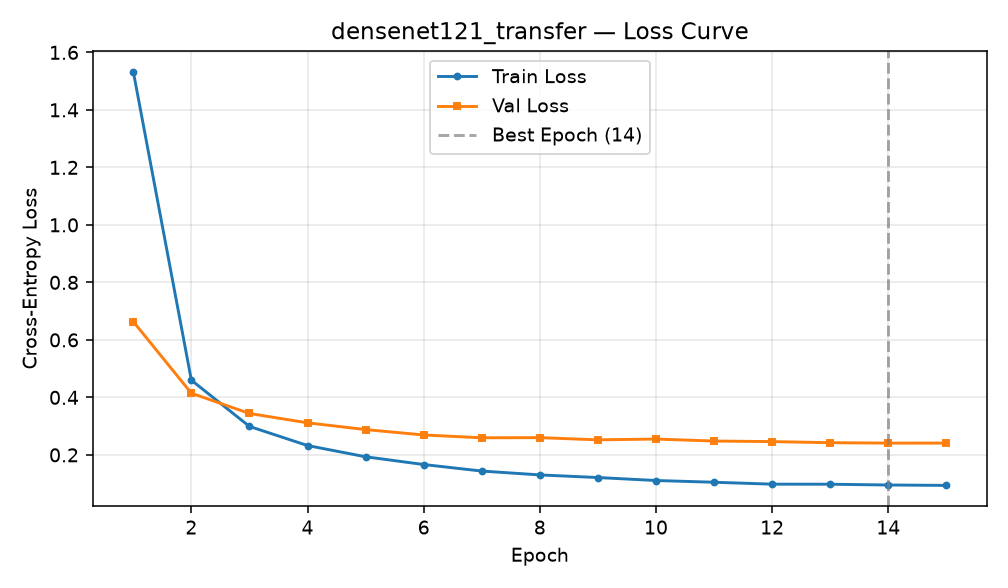 densenet121_transfer — Loss Curve
Train Loss
Val Loss
Best Epoch (14)
Cross-Entropy Loss
1.6
1.4
1.2
1.0
0.8
0.6
0.4
0.2
2 4 6 8 10 12 14
Epoch